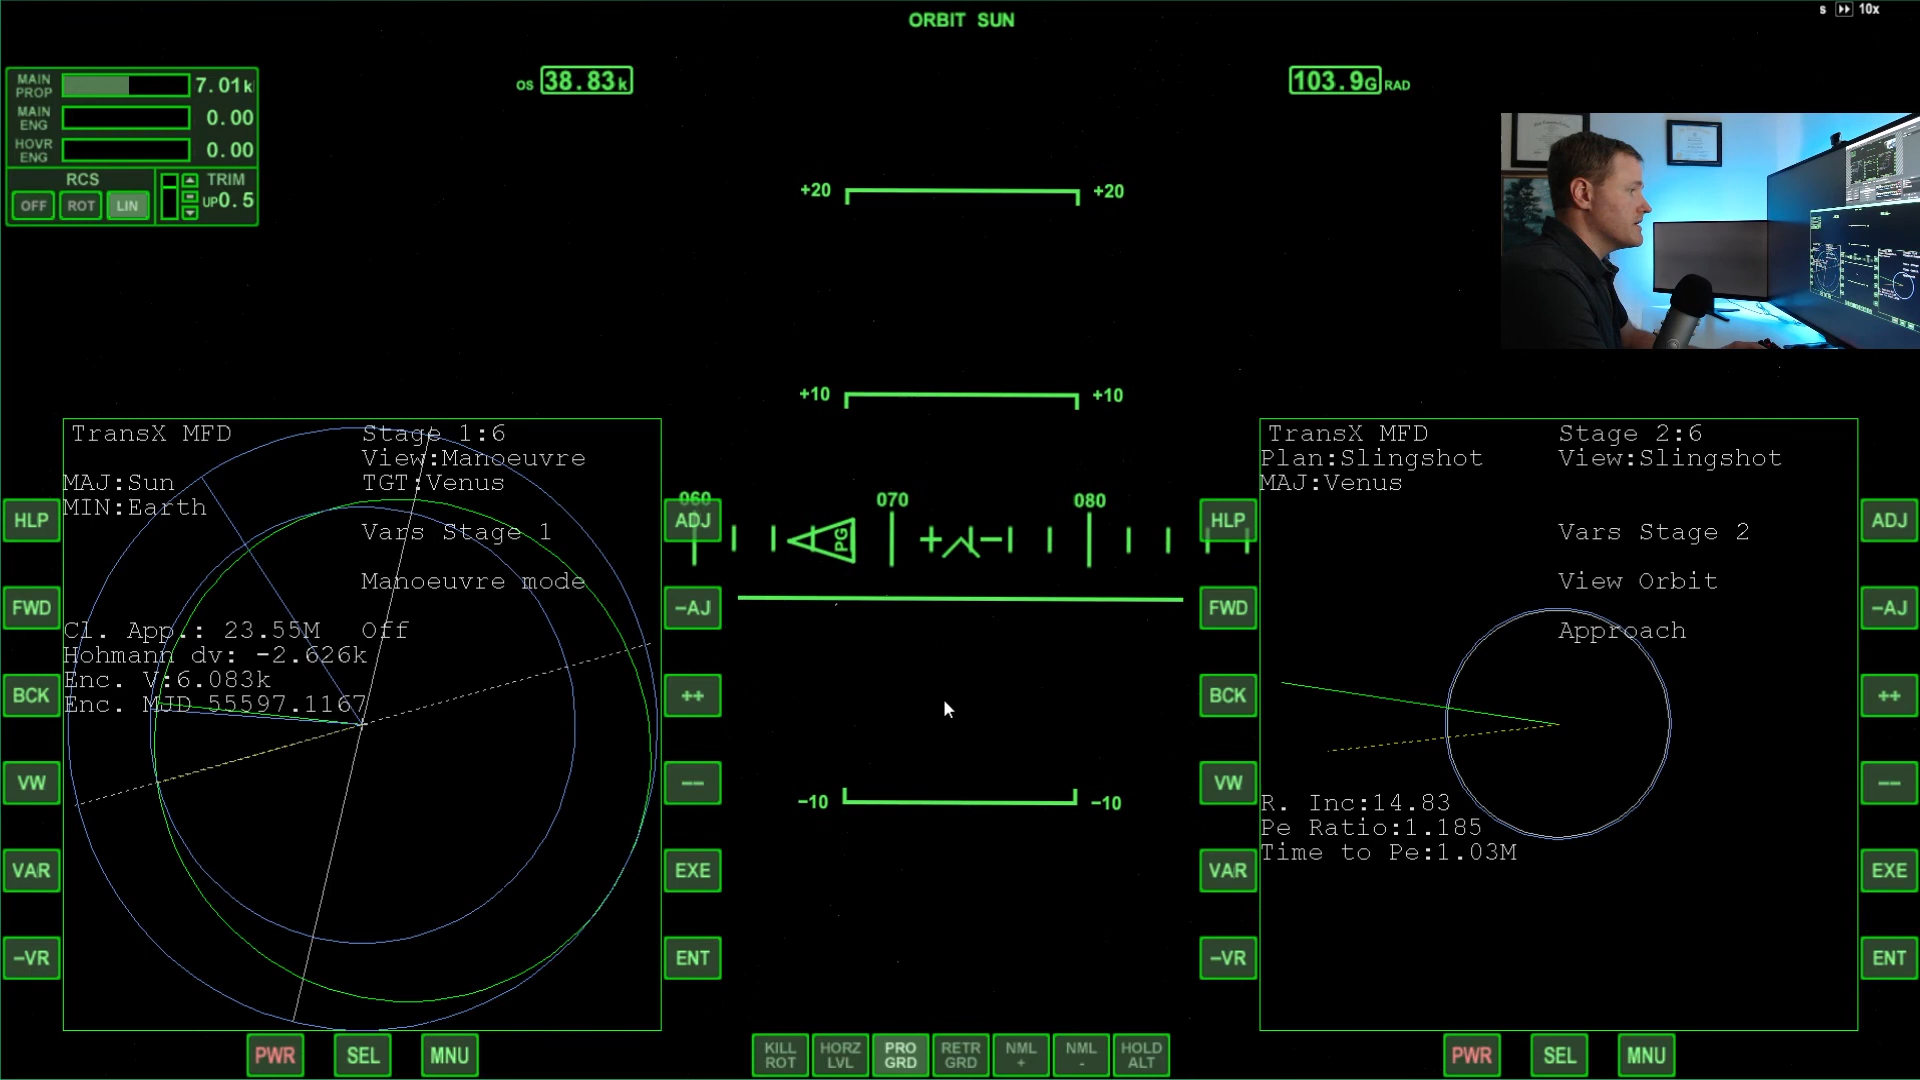 ORBIT SUN
s 10x
MAIN PROP 7.01k
MAIN ENG 0.00
HOVR ENG 0.00
RCS
OFF ROT LIN
TRIM
UP 0.5
OS 38.83k
103.9G RAD
+20 +20
+10 +10
060 070 080
PG
-10 -10
TransX MFD Stage 1:6
View:Manoeuvre
MAJ:Sun TGT:Venus
MIN:Earth
Vars Stage 1
Manoeuvre mode
Cl. App.: 23.55M Off
Hohmann dv: -2.626k
Enc. V:6.083k
Enc. MJD 55597.1167
HLP
FWD
BCK
VW
VAR
-VR
ADJ
-AJ
++
--
EXE
ENT
PWR SEL MNU
KILL ROT
HORZ LVL
PRO GRD
RETR GRD
NML +
NML -
HOLD ALT
TransX MFD Stage 2:6
Plan:Slingshot View:Slingshot
MAJ:Venus
Vars Stage 2
View Orbit
Approach
R. Inc:14.83
Pe Ratio:1.185
Time to Pe:1.03M
HLP
FWD
BCK
VW
VAR
-VR
ADJ
-AJ
++
--
EXE
ENT
PWR SEL MNU